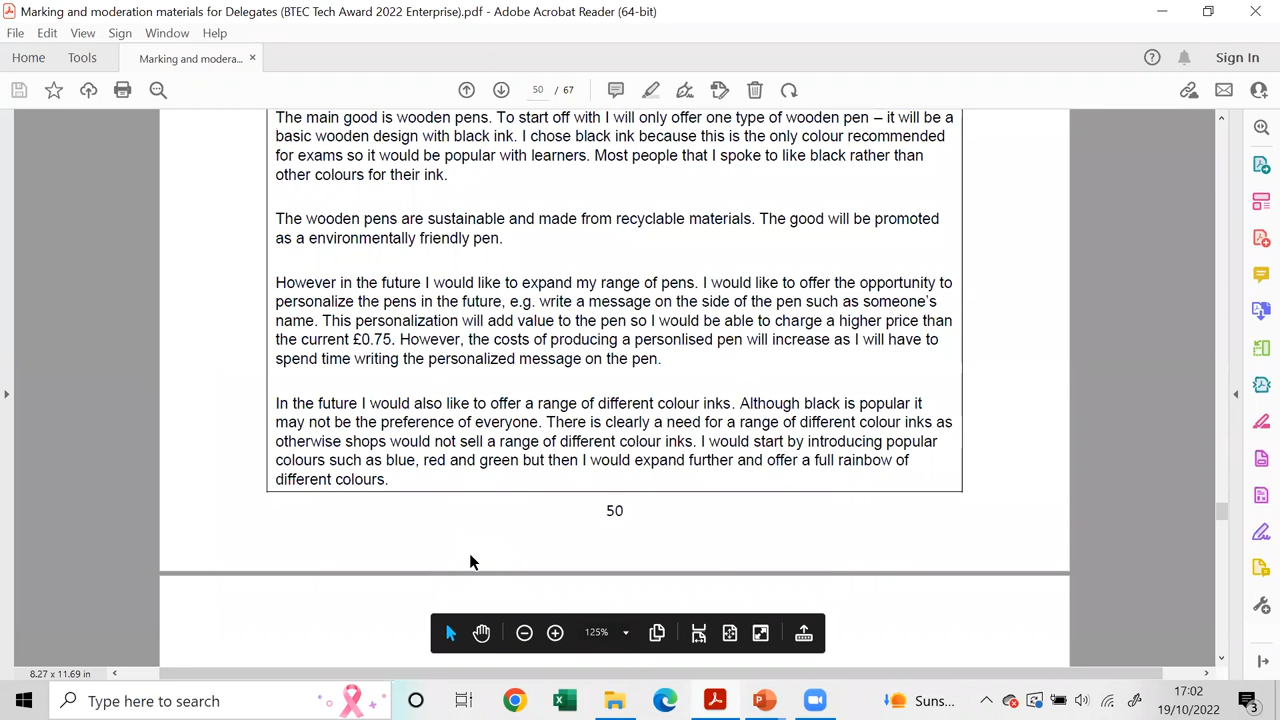 Marking and moderation materials for Delegates (BTEC Tech Award 2022 Enterprise).pdf - Adobe Acrobat Reader (64-bit)
File Edit View Sign Window Help
Home Tools Marking and modera... × Sign In
50 / 67
The main good is wooden pens. To start off with I will only offer one type of wooden pen – it will be a
basic wooden design with black ink. I chose black ink because this is the only colour recommended
for exams so it would be popular with learners. Most people that I spoke to like black rather than
other colours for their ink.
The wooden pens are sustainable and made from recyclable materials. The good will be promoted
as a environmentally friendly pen.
However in the future I would like to expand my range of pens. I would like to offer the opportunity to
personalize the pens in the future, e.g. write a message on the side of the pen such as someone's
name. This personalization will add value to the pen so I would be able to charge a higher price than
the current £0.75. However, the costs of producing a personlised pen will increase as I will have to
spend time writing the personalized message on the pen.
In the future I would also like to offer a range of different colour inks. Although black is popular it
may not be the preference of everyone. There is clearly a need for a range of different colour inks as
otherwise shops would not sell a range of different colour inks. I would start by introducing popular
colours such as blue, red and green but then I would expand further and offer a full rainbow of
different colours.
50
125%
8.27 x 11.69 in
Type here to search
Suns...
17:02
19/10/2022
3